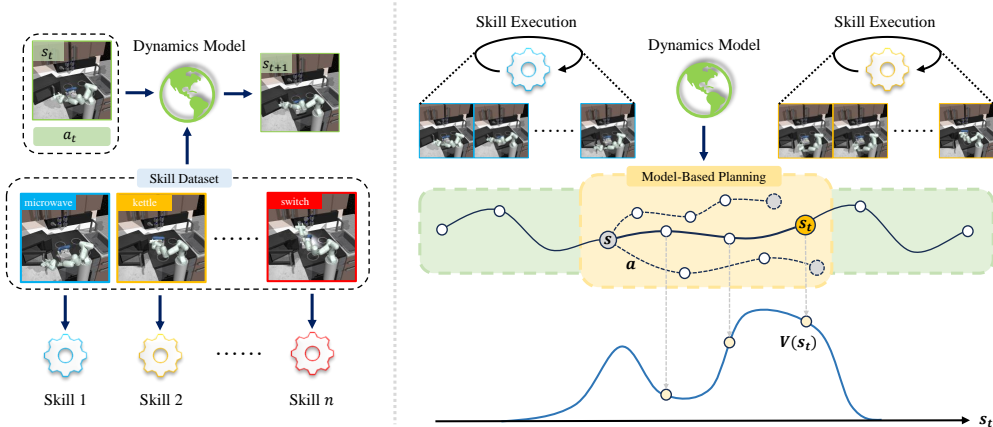 s_t
Dynamics Model
s_{t+1}
a_t
Skill Dataset
microwave
kettle
switch
......
......
Skill 1
Skill 2
Skill n
Skill Execution
Dynamics Model
Skill Execution
......
......
Model-Based Planning
s
s_t
a
V(s_t)
s_t